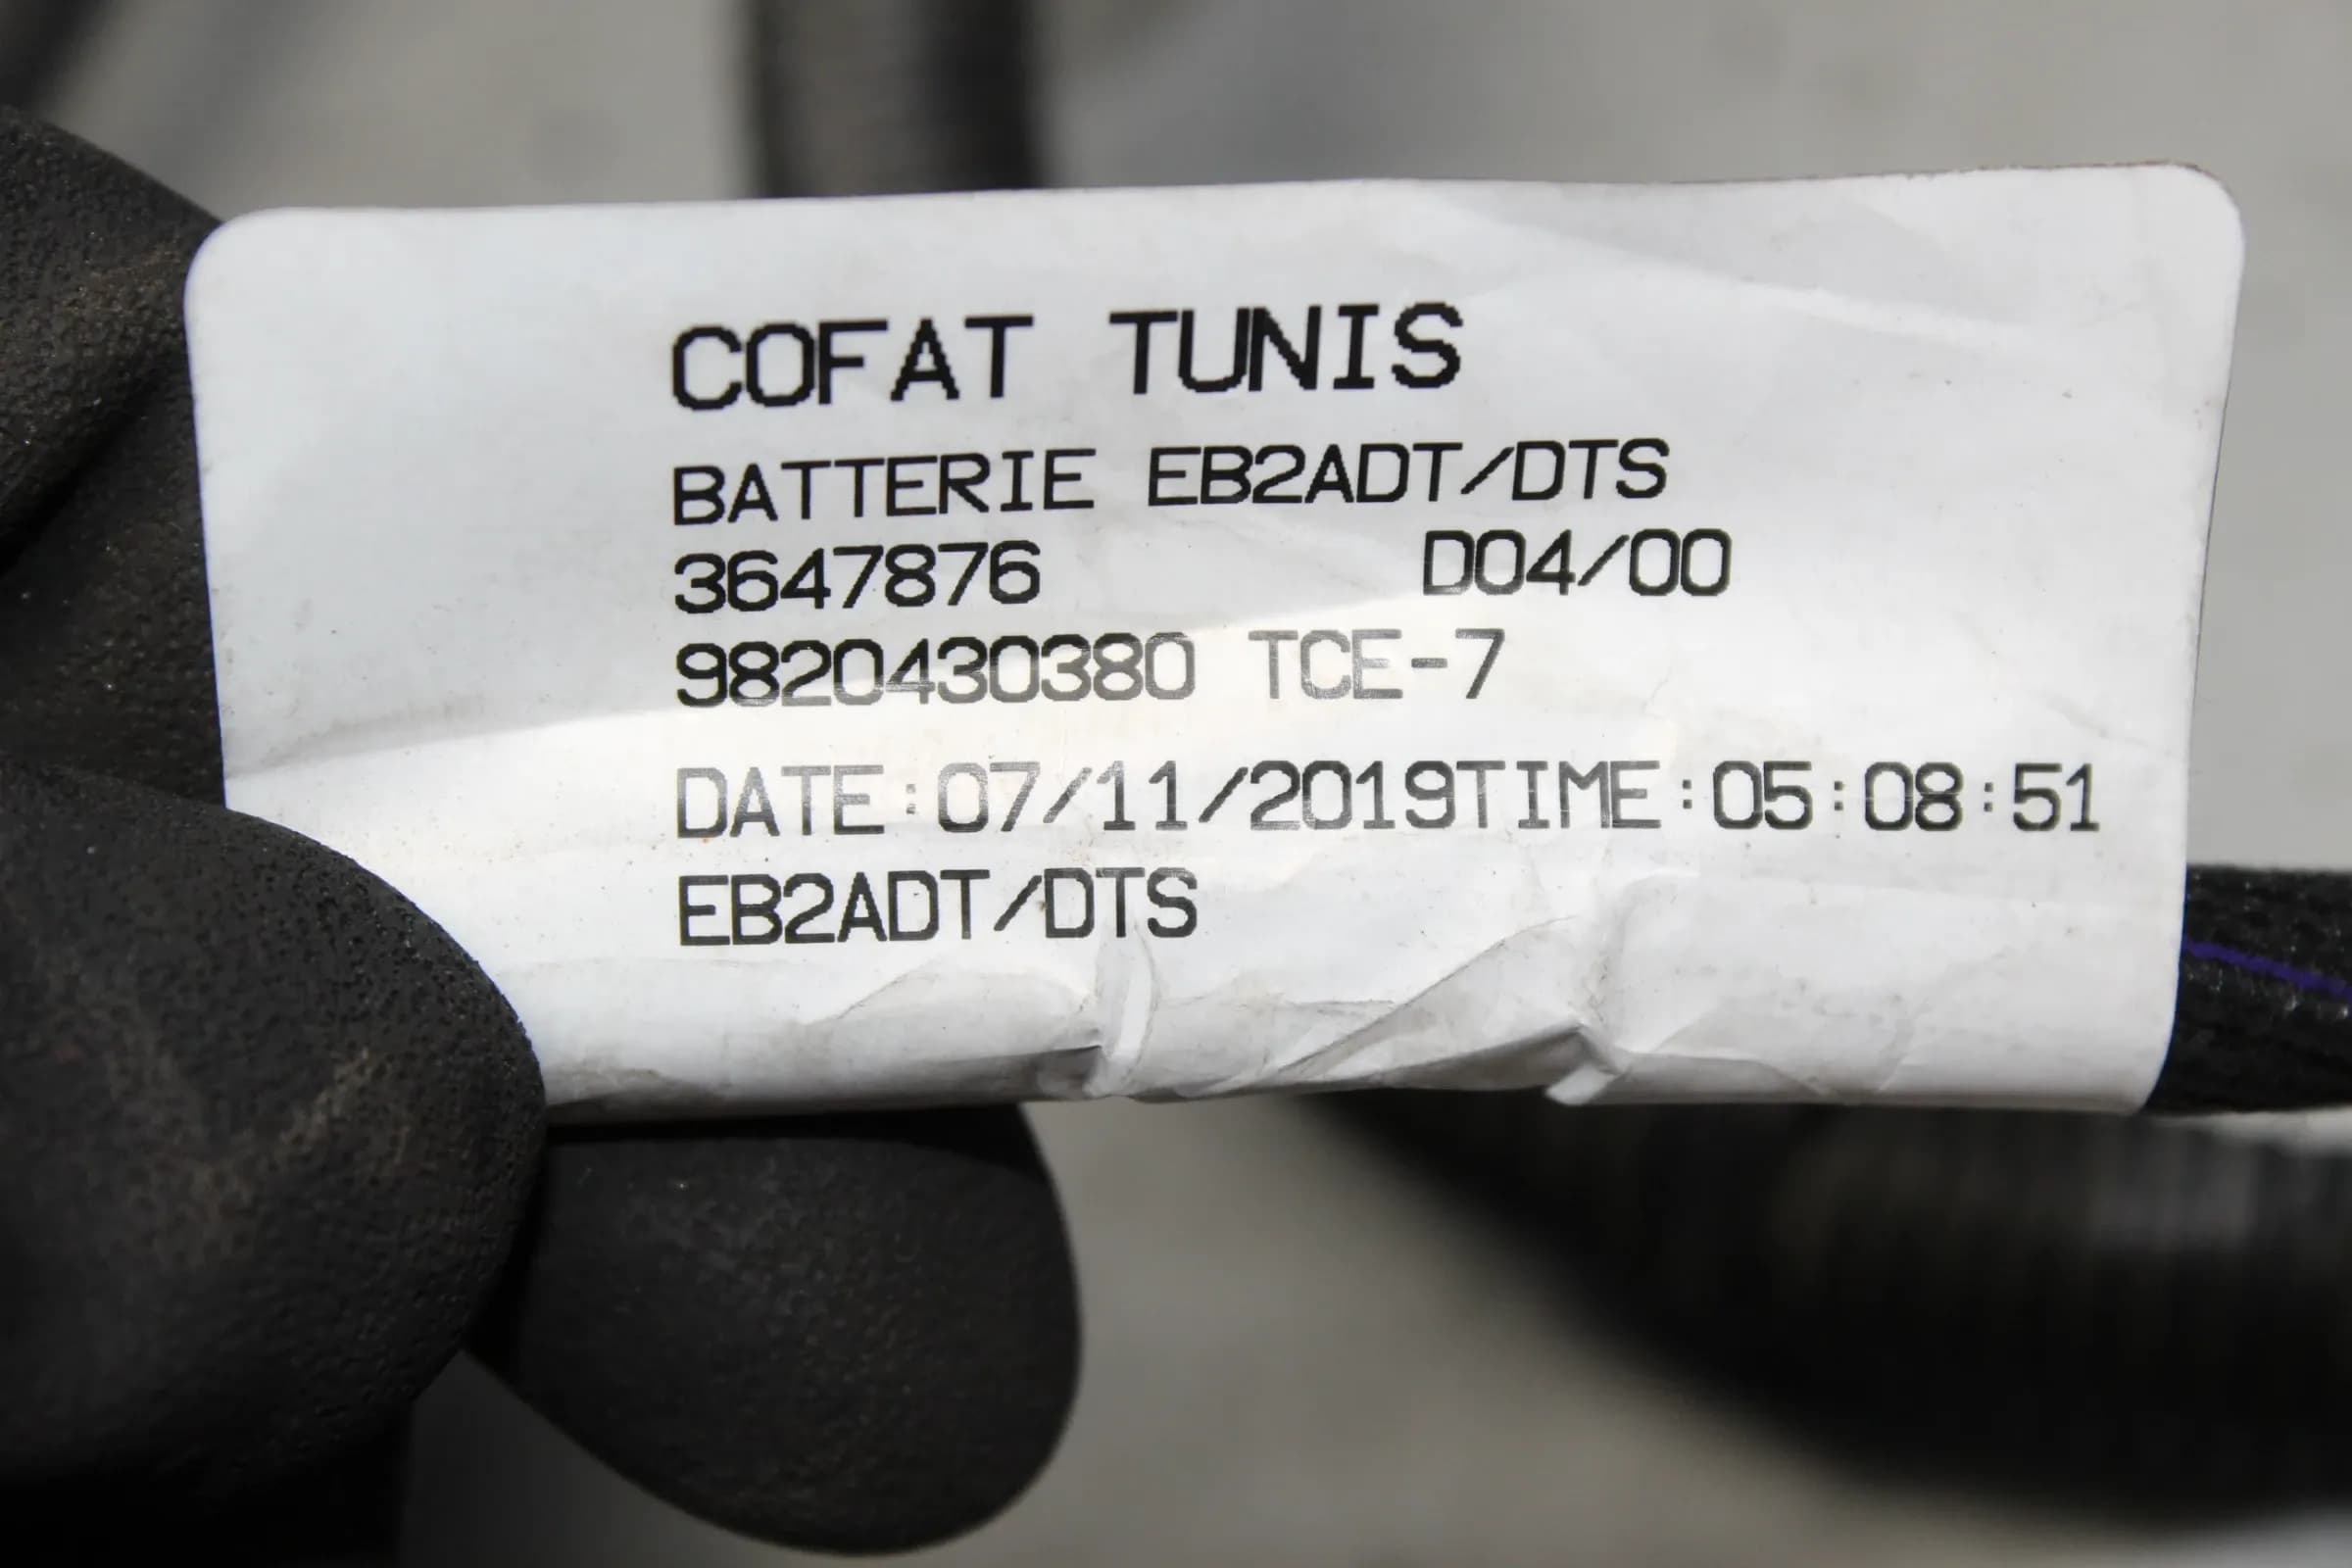 COFAT TUNIS
BATTERIE EB2ADT/DTS
3647876 D04/00
9820430380 TCE-7
DATE:07/11/2019TIME:05:08:51
EB2ADT/DTS